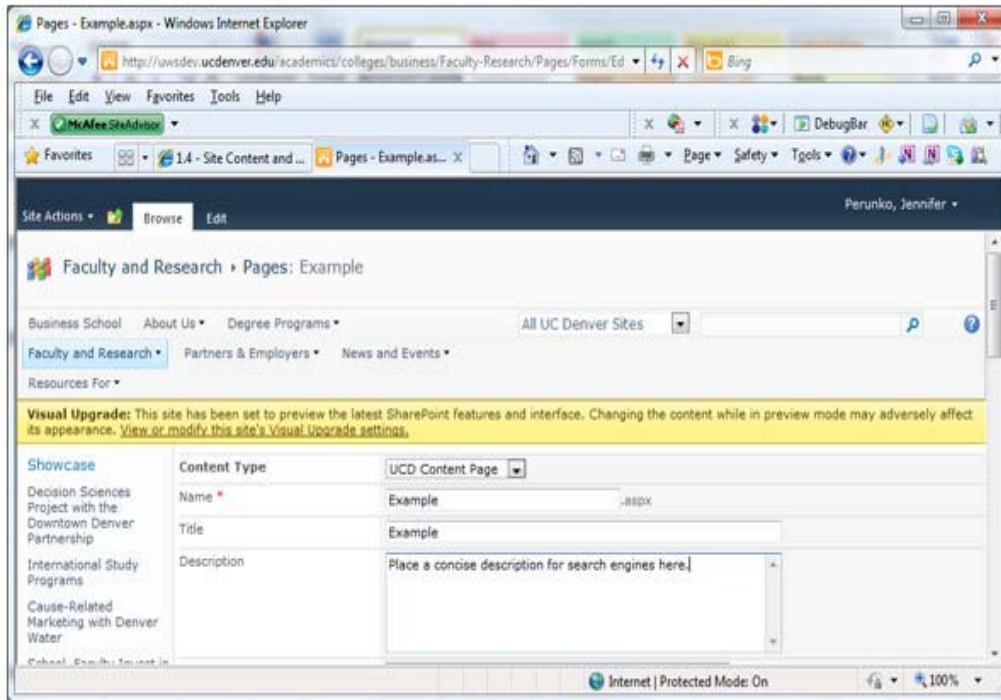 Pages - Example.aspx - Windows Internet Explorer
http://uwsdev.ucdenver.edu/academics/colleges/business/Faculty-Research/Pages/Forms/Ed
Bing
File Edit View Favorites Tools Help
X McAfee SiteAdvisor x x DebugBar
Favorites 1.4 - Site Content and ... Pages - Example.as... X Page Safety Tools
Site Actions Browse Edit Perunko, Jennifer
Faculty and Research › Pages: Example
Business School About Us Degree Programs All UC Denver Sites
Faculty and Research Partners & Employers News and Events
Resources For
Visual Upgrade: This site has been set to preview the latest SharePoint features and interface. Changing the content while in preview mode may adversely affect
its appearance. View or modify this site's Visual Upgrade settings.
Showcase
Decision Sciences
Project with the
Downtown Denver
Partnership
International Study
Programs
Cause-Related
Marketing with Denver
Water
School, Faculty Invest in
Content Type UCD Content Page
Name * Example .aspx
Title Example
Description Place a concise description for search engines here.
Internet | Protected Mode: On 100%